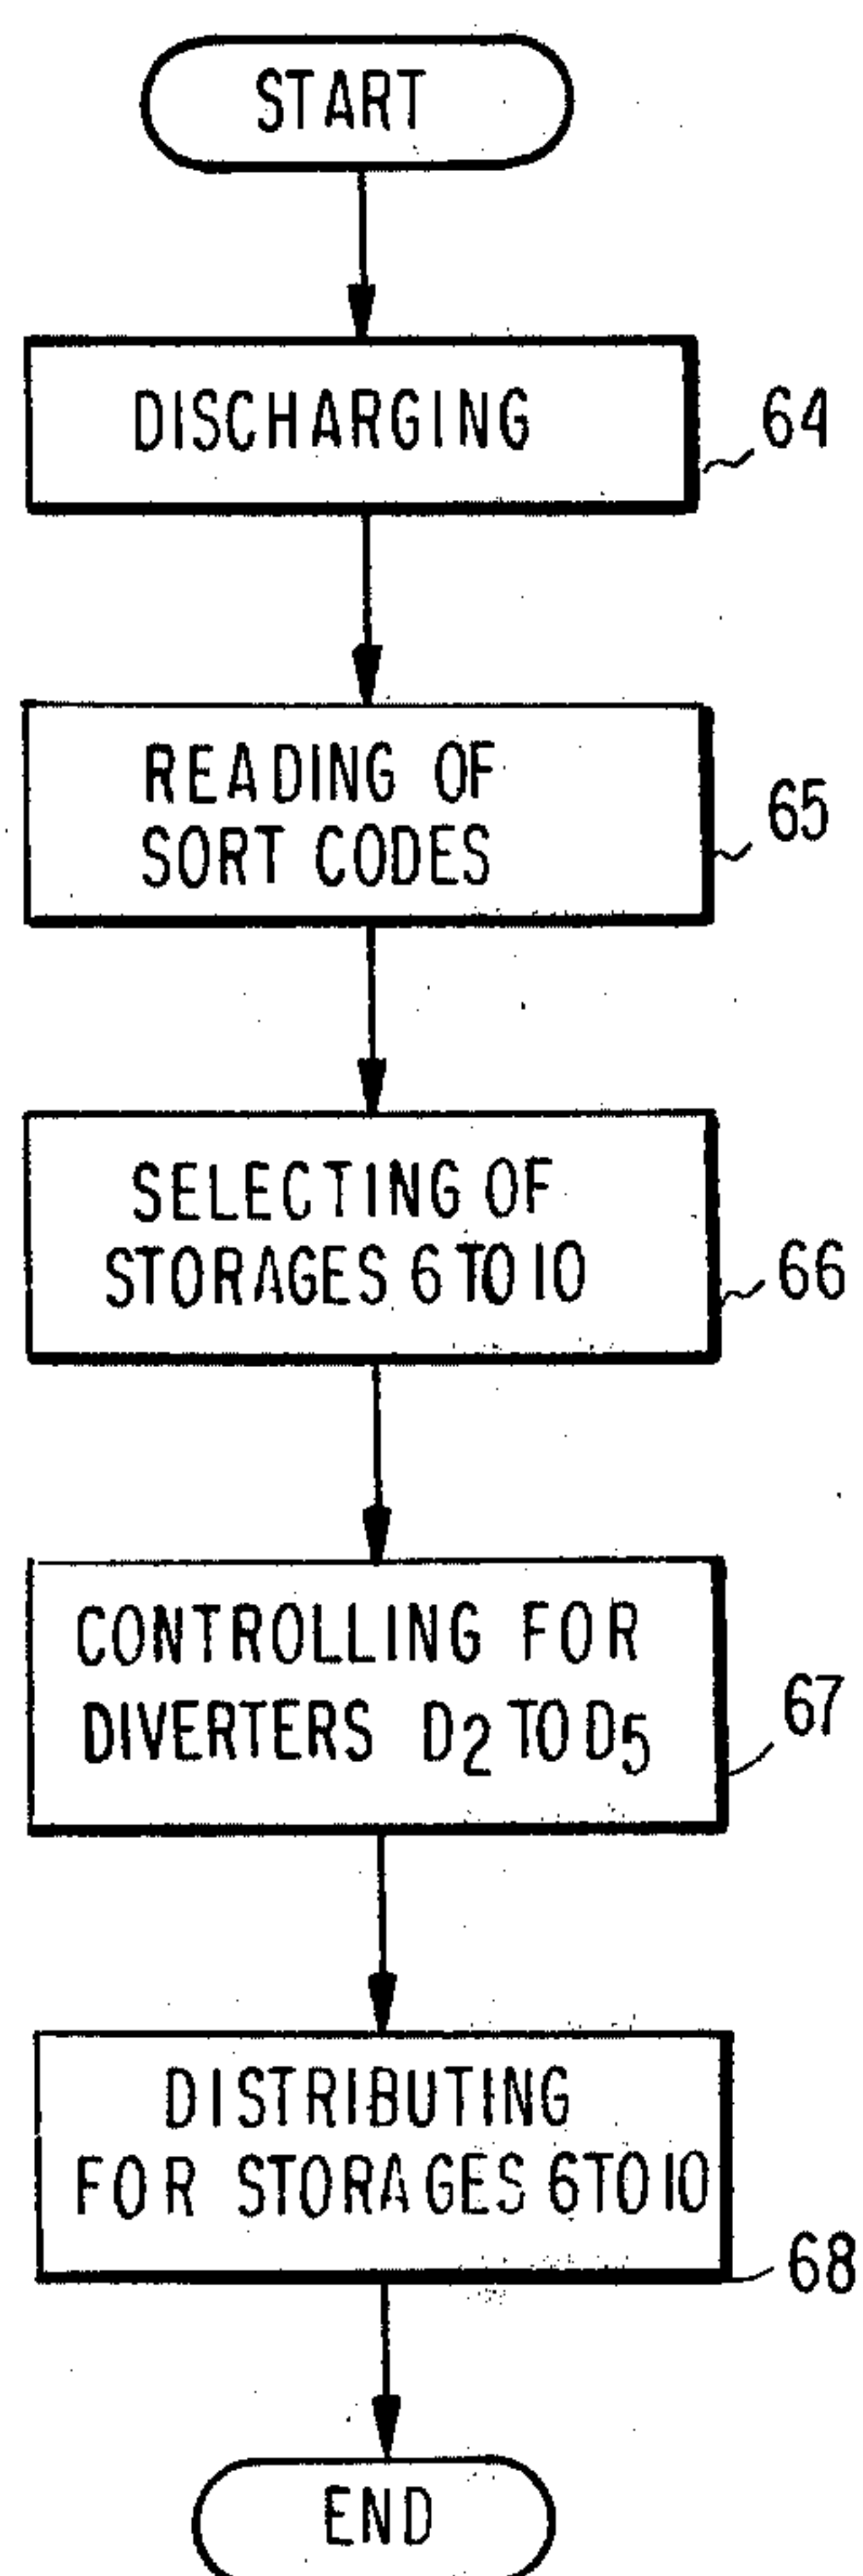 START
DISCHARGING
64
READING OF
SORT CODES
65
SELECTING OF
STORAGES 6 TO 10
66
CONTROLLING FOR
DIVERTERS D2 TO D5
67
DISTRIBUTING
FOR STORAGES 6 TO 10
68
END